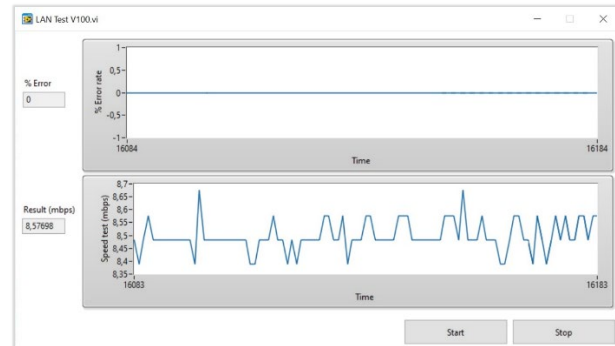 LAN Test V100.vi
% Error
0
% Error rate
1
0,5
0
-0,5
-1
16084
16184
Time
Result (mbps)
8,57698
Speed test (mbps)
8,7
8,65
8,6
8,55
8,5
8,45
8,4
8,35
16083
16183
Time
Start
Stop